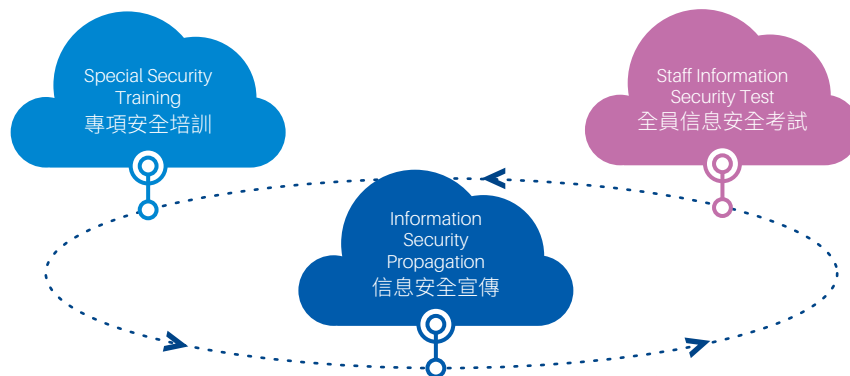 Special Security
Training
專項安全培訓
Staff Information
Security Test
全員信息安全考試
Information
Security
Propagation
信息安全宣傳